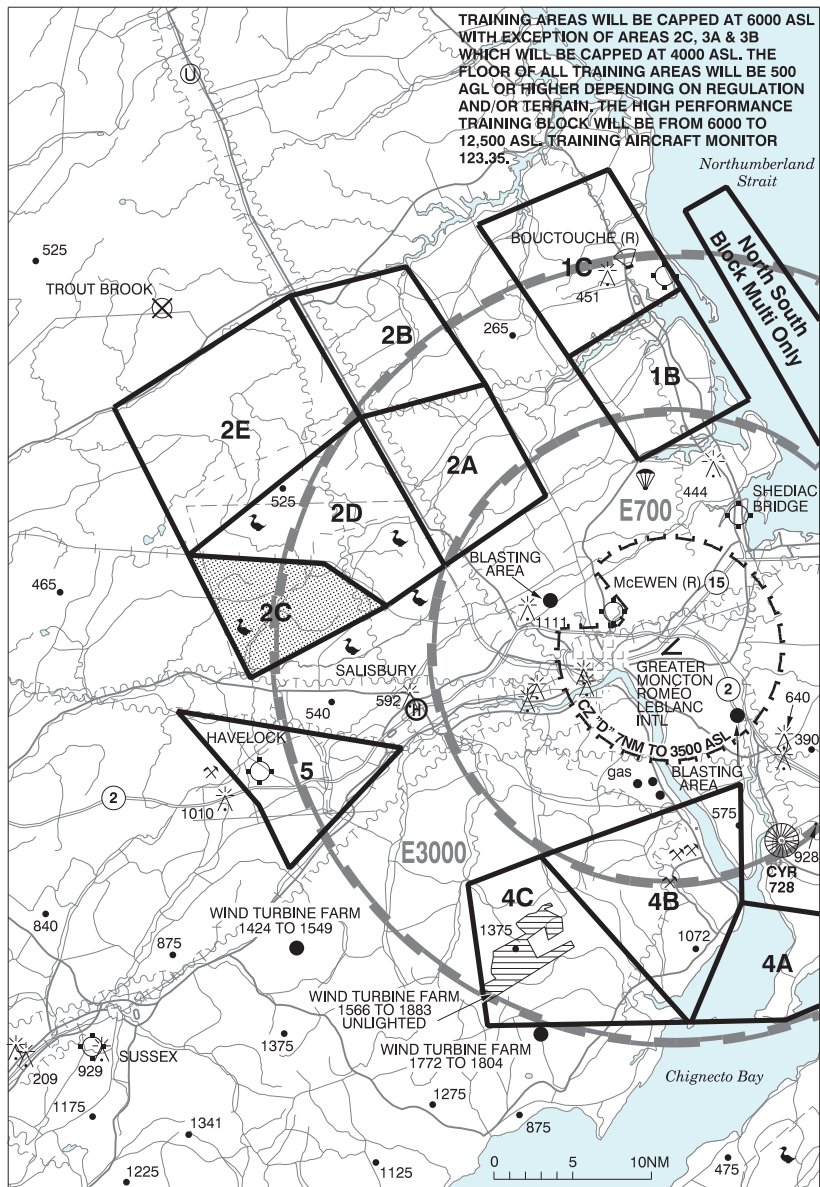 TRAINING AREAS WILL BE CAPPED AT 6000 ASL
WITH EXCEPTION OF AREAS 2C, 3A & 3B
WHICH WILL BE CAPPED AT 4000 ASL. THE
FLOOR OF ALL TRAINING AREAS WILL BE 500
AGL OR HIGHER DEPENDING ON REGULATION
AND/OR TERRAIN. THE HIGH PERFORMANCE
TRAINING BLOCK WILL BE FROM 6000 TO
12,500 ASL. TRAINING AIRCRAFT MONITOR
123.35.
U
Northumberland
Strait
525
TROUT BROOK
BOUCTOUCHE (R)
1C
451
North South
Block Multi Only
2B
265
1B
2E
2A
525
2D
444
E700
SHEDIAC
BRIDGE
BLASTING
AREA
McEWEN (R)
15
465
2C
1111
SALISBURY
GREATER
MONCTON
ROMÉO
LEBLANC
INTL
2
592
H
540
640
CZ "D" 7NM TO 3500 ASL
390
HAVELOCK
5
gas
BLASTING
AREA
2
1010
575
E3000
CYR
728
928
4C
4B
840
WIND TURBINE FARM
1424 TO 1549
875
1375
1072
4A
WIND TURBINE FARM
1566 TO 1883
UNLIGHTED
1375
WIND TURBINE FARM
1772 TO 1804
209
929
SUSSEX
Chignecto Bay
1275
1175
875
1341
1125
1225
475
0 5 10NM